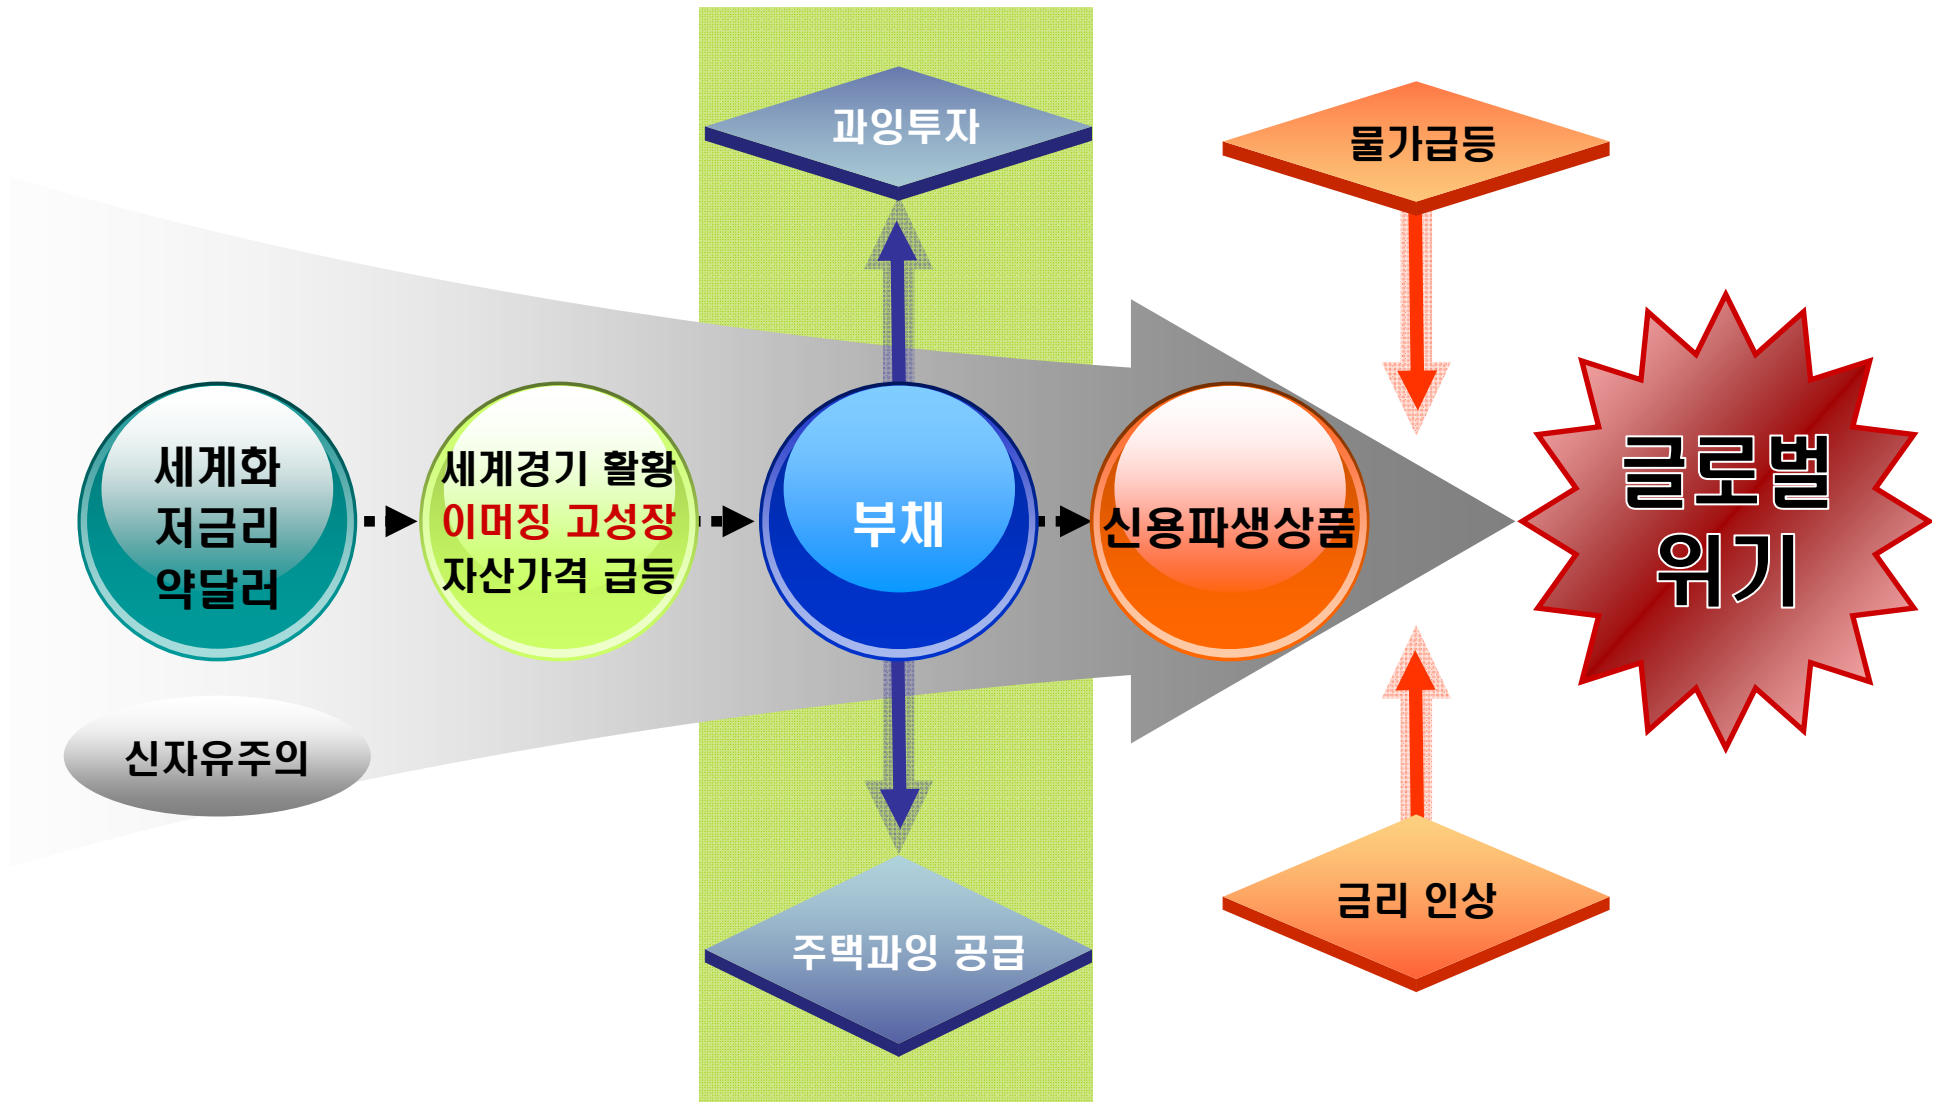 과잉투자
물가급등
세계화
저금리
약달러
세계경기 활황
이머징 고성장
자산가격 급등
부채
신용파생상품
글로벌
위기
신자유주의
주택과잉 공급
금리 인상